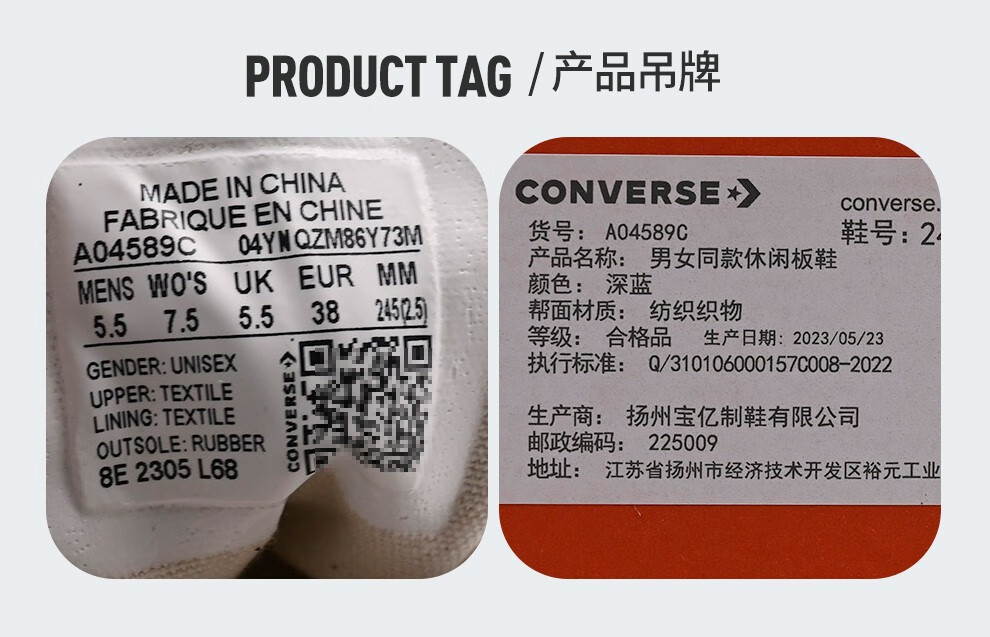 PRODUCT TAG / 产品吊牌
MADE IN CHINA
FABRIQUE EN CHINE
A04589C 04YN QZM86Y73M
MENS WO'S UK EUR MM
5.5 7.5 5.5 38 245(2.5)
GENDER: UNISEX
UPPER: TEXTILE
LINING: TEXTILE
OUTSOLE: RUBBER
8E 2305 L68
CONVERSE
CONVERSE
converse.
货号: A04589C
鞋号: 24
产品名称: 男女同款休闲板鞋
颜色: 深蓝
帮面材质: 纺织织物
等级: 合格品 生产日期: 2023/05/23
执行标准: Q/310106000157C008-2022
生产商: 扬州宝亿制鞋有限公司
邮政编码: 225009
地址: 江苏省扬州市经济技术开发区裕元工业